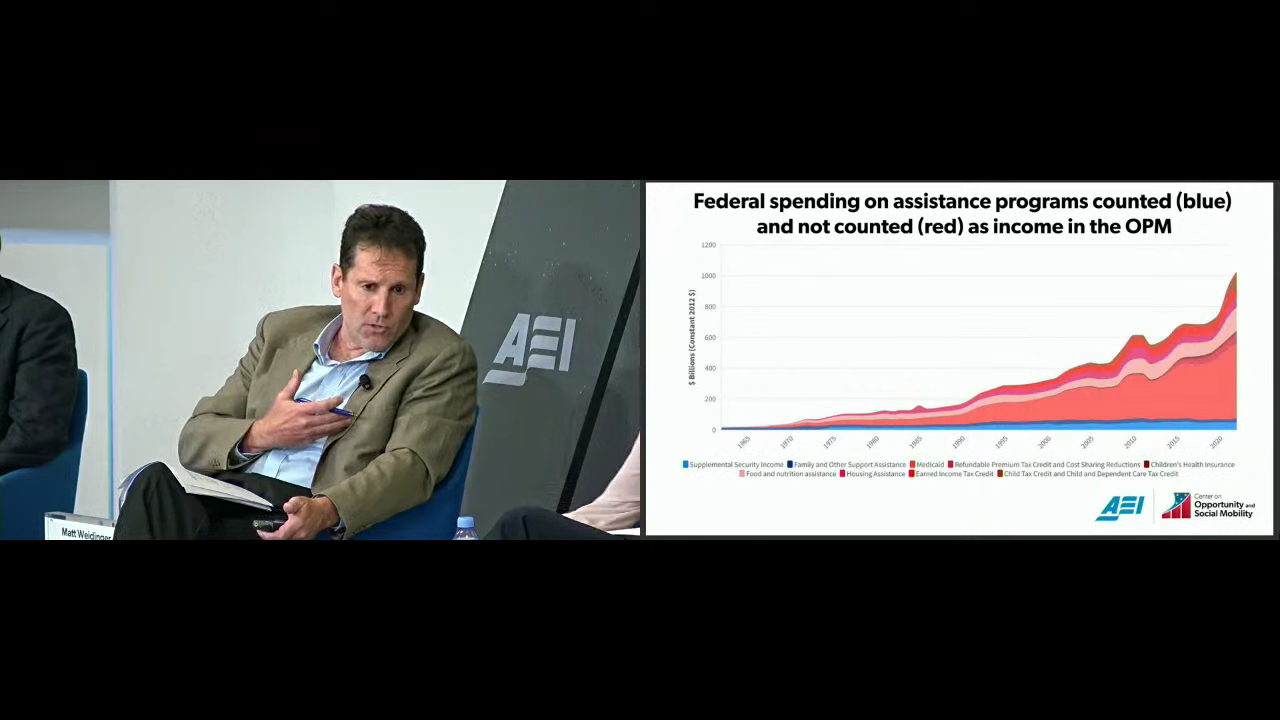 AEI
Matt Weidinger
Federal spending on assistance programs counted (blue)
and not counted (red) as income in the OPM
$ Billions (Constant 2012 $)
1200
1000
800
600
400
200
0
1965
1970
1975
1980
1985
1990
1995
2000
2005
2010
2015
2020
Supplemental Security Income
Family and Other Support Assistance
Medicaid
Refundable Premium Tax Credit and Cost Sharing Reductions
Children's Health Insurance
Food and nutrition assistance
Housing Assistance
Earned Income Tax Credit
Child Tax Credit and Child and Dependent Care Tax Credit
AEI
Center on
Opportunity and
Social Mobility